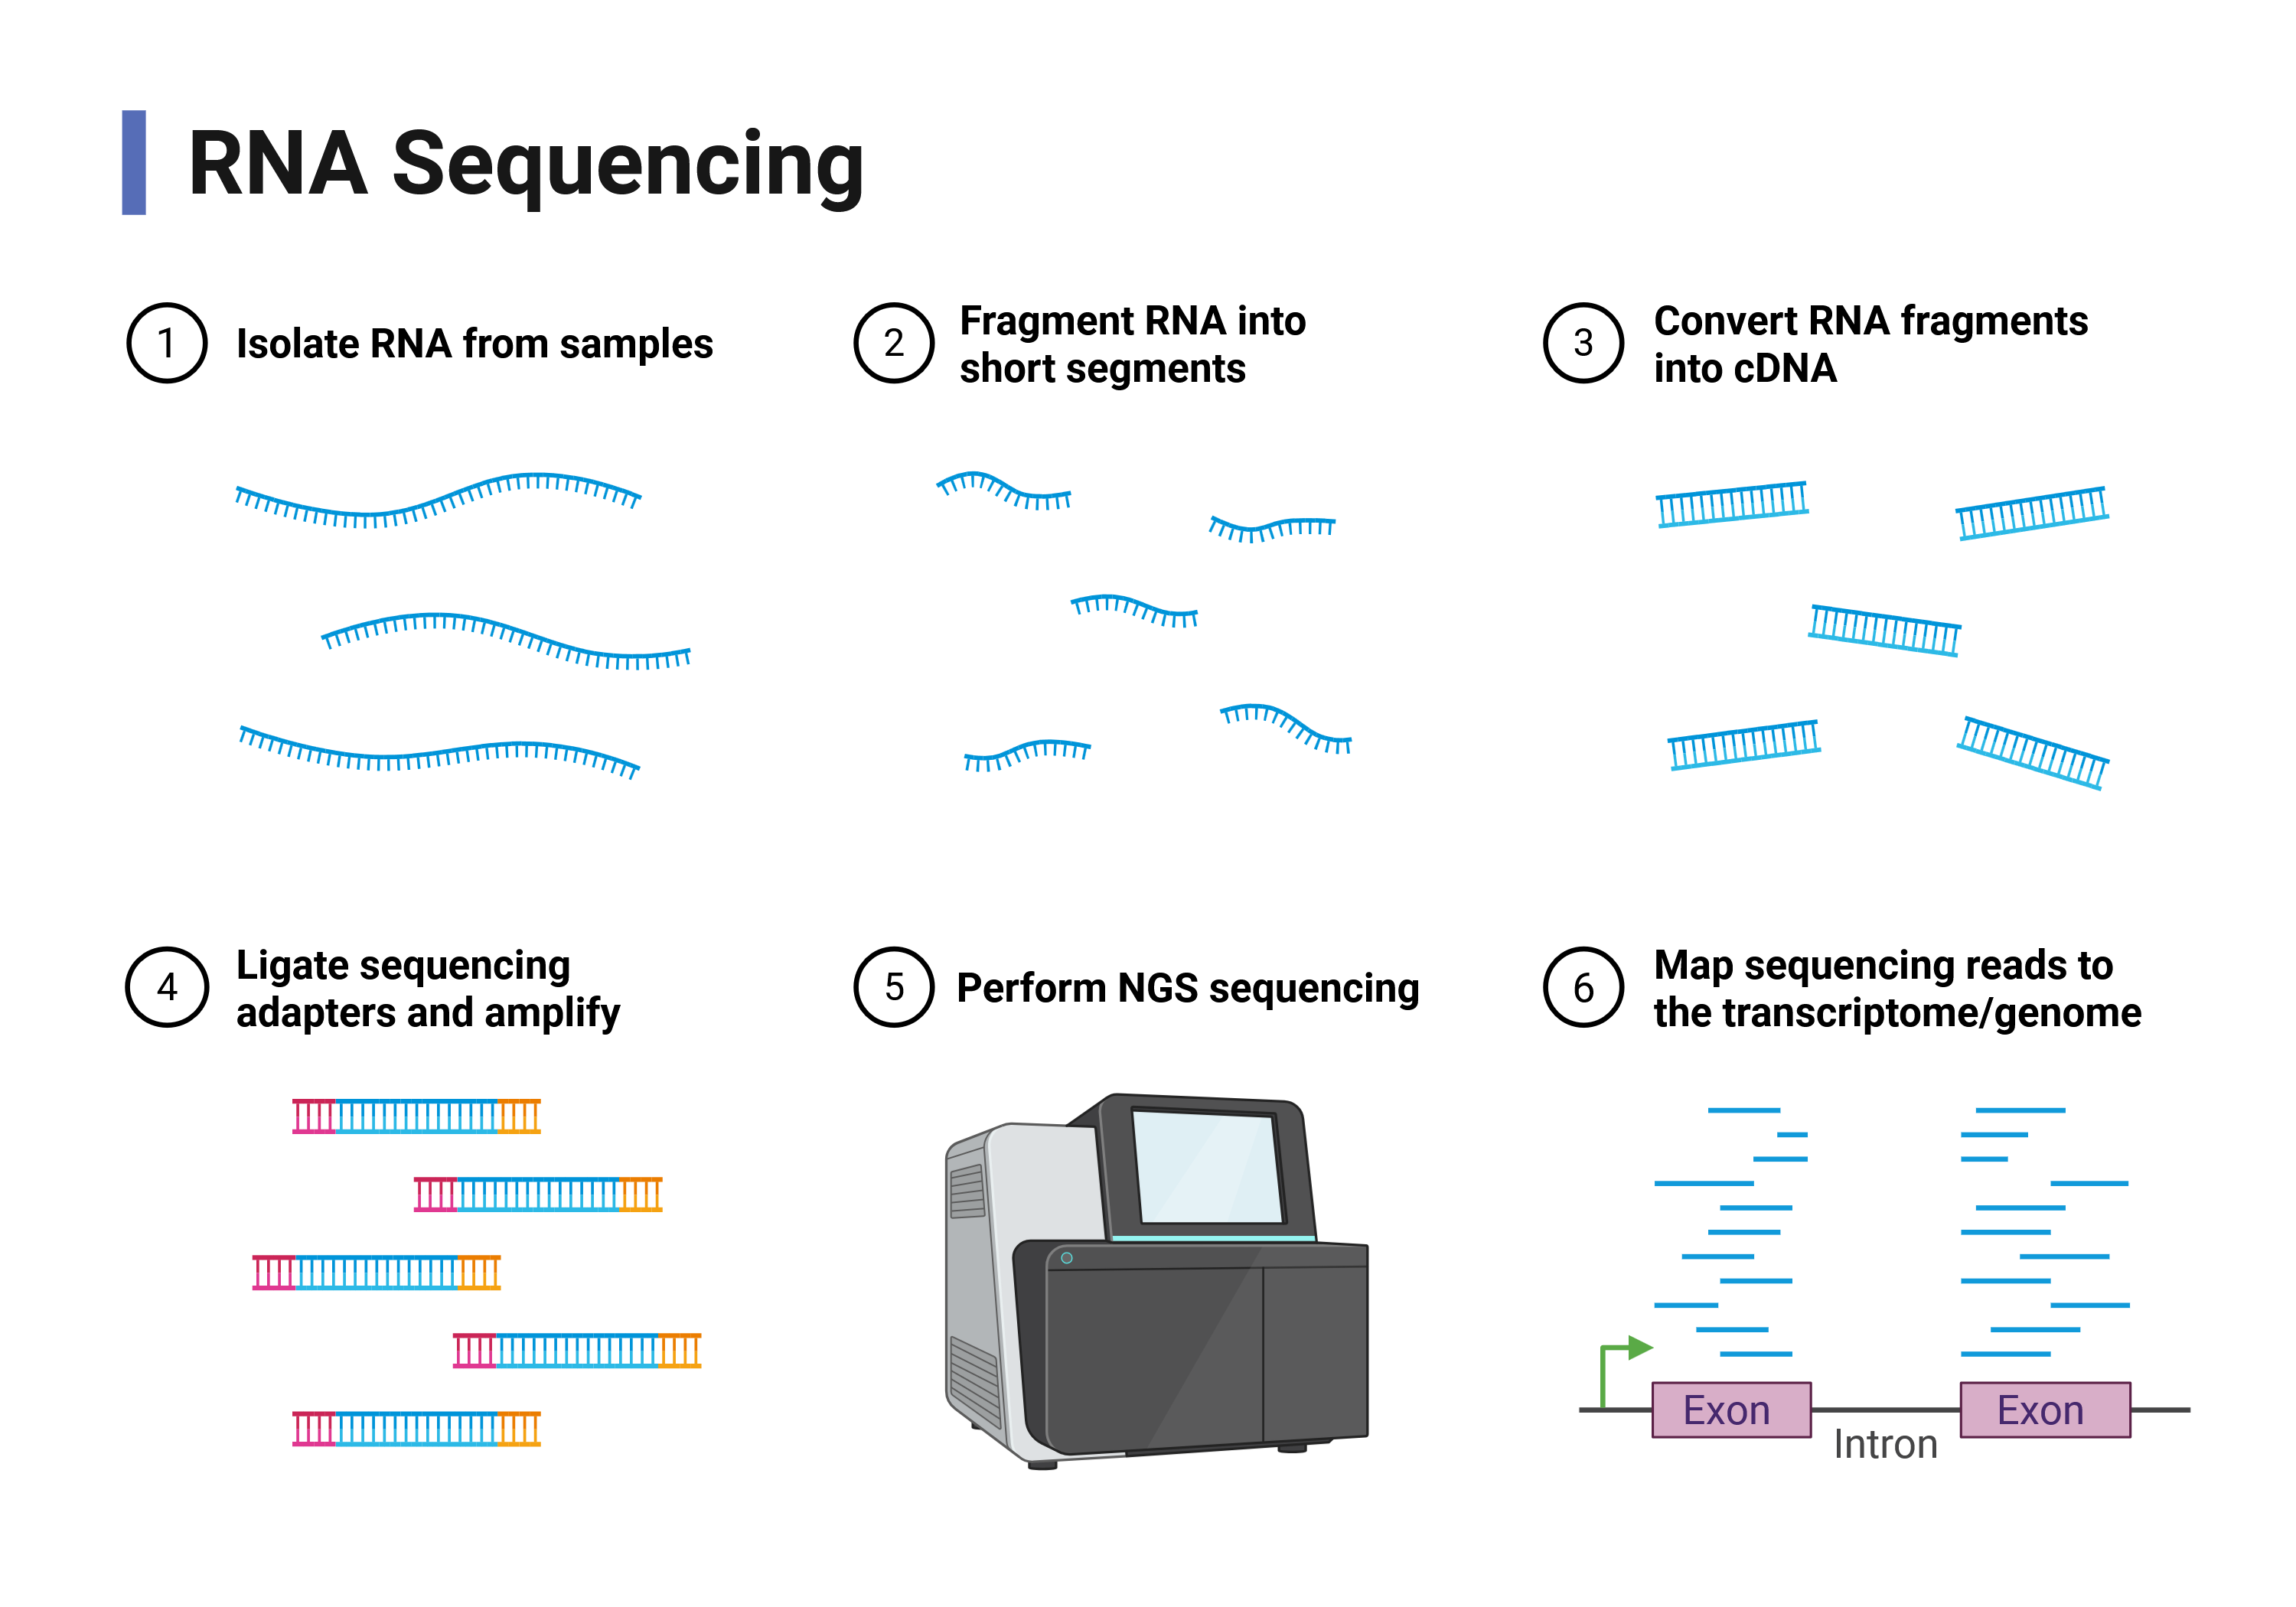 RNA Sequencing
1
Isolate RNA from samples
2
Fragment RNA into
short segments
3
Convert RNA fragments
into cDNA
4
Ligate sequencing
adapters and amplify
5
Perform NGS sequencing
6
Map sequencing reads to
the transcriptome/genome
Exon
Exon
Intron